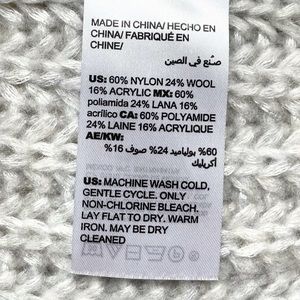 MADE IN
CHINA/ HECHO EN
CHINA/ FABRIQUÉ EN
CHINE/
صنع في الصين
US: 60% NYLON 24% WOOL
16% ACRYLIC MX: 60%
poliamida 24% LANA 16%
acrílico CA: 60% POLYAMIDE
24% LAINE 16% ACRYLIQUE
AE/KW:
60% بوليامید 24% صوف 16%
أكريليك
US: MACHINE WASH COLD,
GENTLE CYCLE. ONLY
NON-CHLORINE BLEACH,
LAY FLAT TO DRY. WARM
IRON. MAY BE DRY
CLEANED